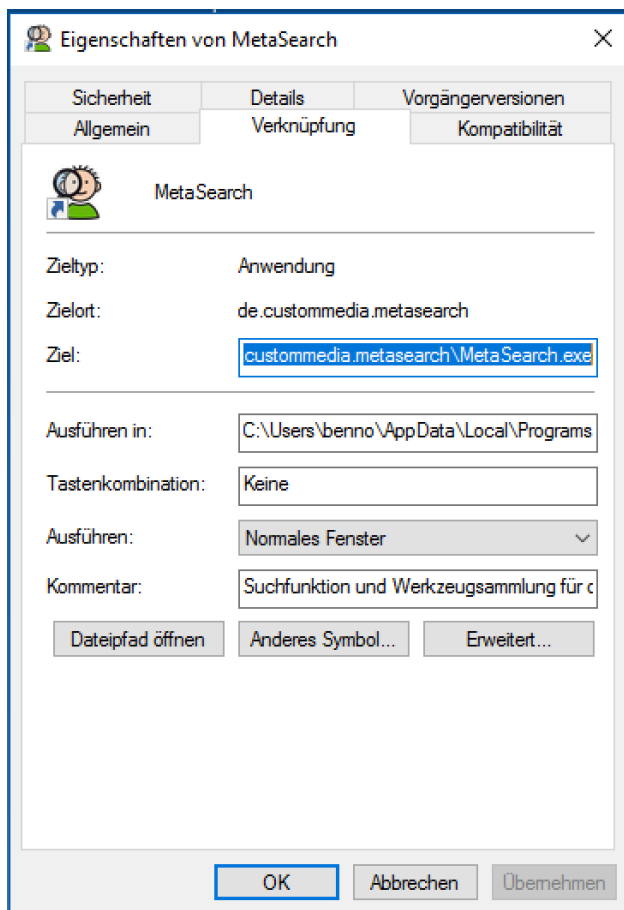 Eigenschaften von MetaSearch
Sicherheit
Details
Vorgängerversionen
Allgemein
Verknüpfung
Kompatibilität
MetaSearch
Zieltyp:
Anwendung
Zielort:
de.custommedia.metasearch
Ziel:
custommedia.metasearch\MetaSearch.exe
Ausführen in:
C:\Users\benno\AppData\Local\Programs
Tastenkombination:
Keine
Ausführen:
Normales Fenster
Kommentar:
Suchfunktion und Werkzeugsammlung für
Dateipfad öffnen
Anderes Symbol...
Erweitert...
OK
Abbrechen
Übernehmen